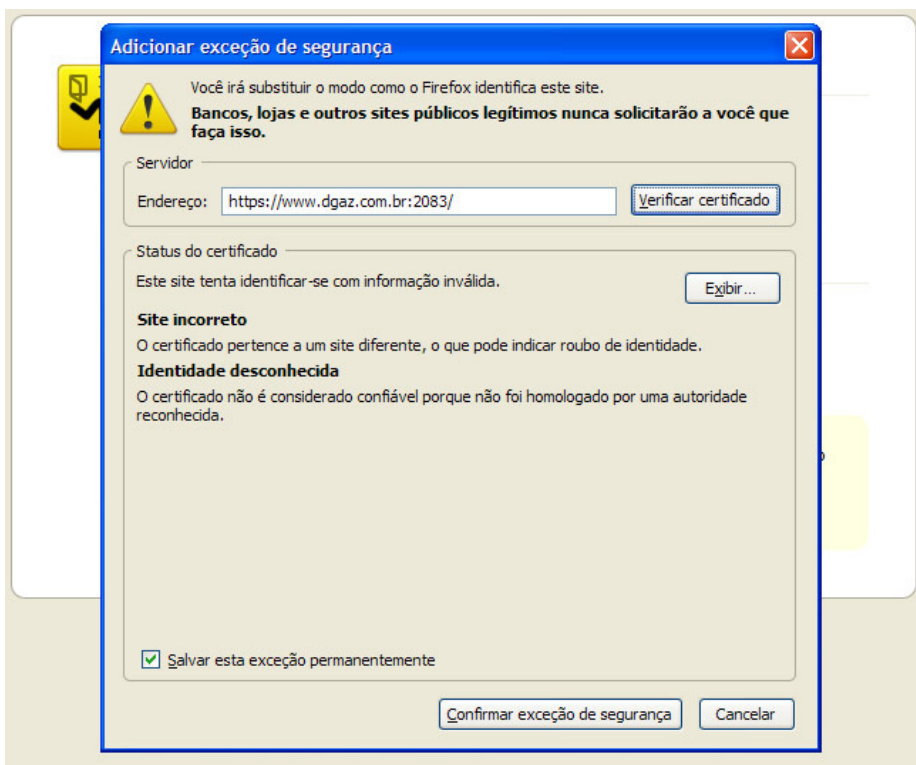 Adicionar exceção de segurança
Você irá substituir o modo como o Firefox identifica este site.
Bancos, lojas e outros sites públicos legítimos nunca solicitarão a você que
faça isso.
Servidor
Endereço: https://www.dgaz.com.br:2083/ Verificar certificado
Status do certificado
Este site tenta identificar-se com informação inválida. Exibir...
Site incorreto
O certificado pertence a um site diferente, o que pode indicar roubo de identidade.
Identidade desconhecida
O certificado não é considerado confiável porque não foi homologado por uma autoridade
reconhecida.
Salvar esta exceção permanentemente
Confirmar exceção de segurança Cancelar